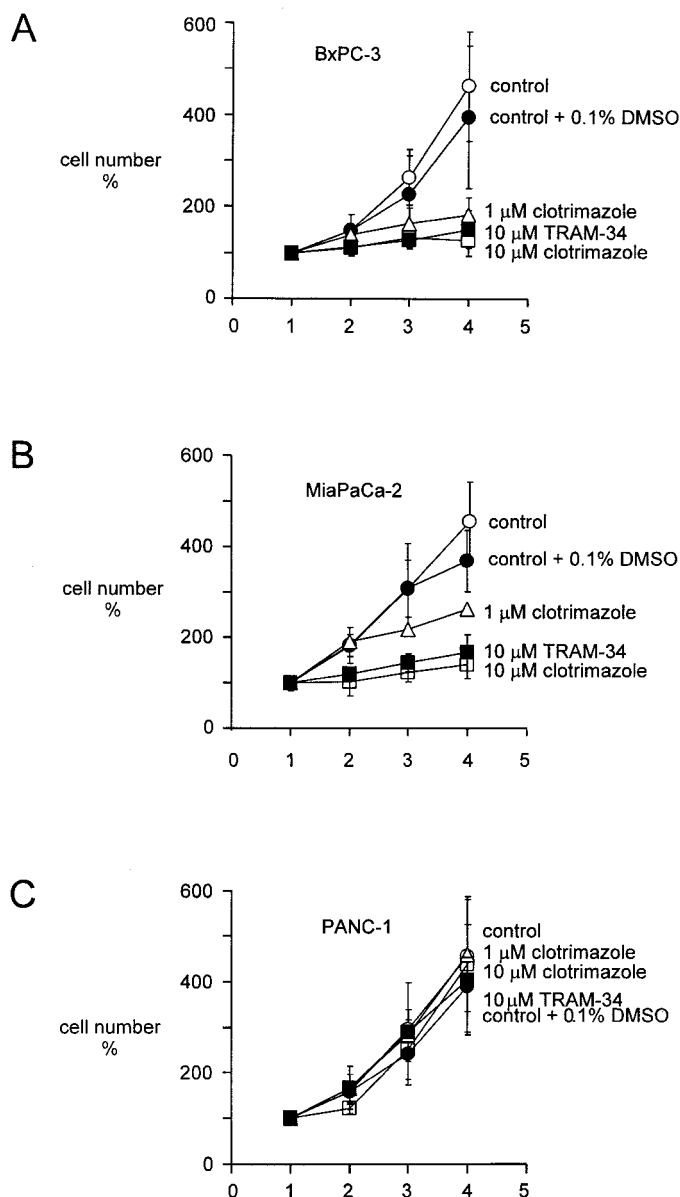 A
600
BxPC-3
control
400
control + 0.1% DMSO
cell number
%
200
1 μM clotrimazole
10 μM TRAM-34
10 μM clotrimazole
0
0 1 2 3 4 5
B
600
MiaPaCa-2
control
400
control + 0.1% DMSO
cell number
%
1 μM clotrimazole
200
10 μM TRAM-34
10 μM clotrimazole
0
0 1 2 3 4 5
C
600
PANC-1
control
1 μM clotrimazole
10 μM clotrimazole
400
10 μM TRAM-34
control + 0.1% DMSO
cell number
%
200
0
0 1 2 3 4 5